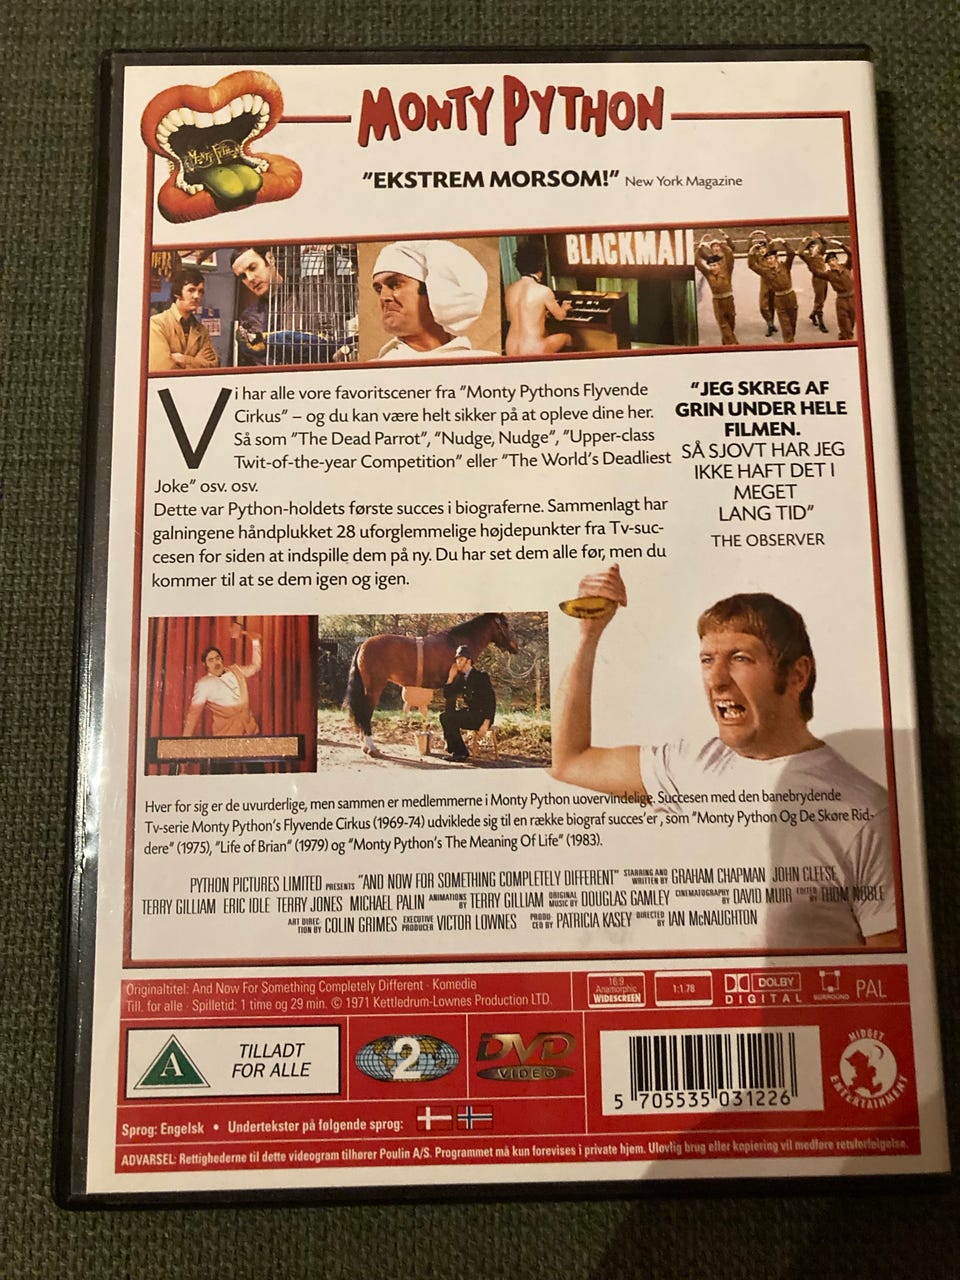 MONTY PYTHON
MONTY PYTHON
"EKSTREM MORSOM!" New York Magazine
BLACKMAIL
Vi har alle vore favoritscener fra "Monty Pythons Flyvende
Cirkus" – og du kan være helt sikker på at opleve dine her.
Så som "The Dead Parrot", "Nudge, Nudge", "Upper-class
Twit-of-the-year Competition" eller "The World's Deadliest
Joke" osv. osv.
Dette var Python-holdets første succes i biograferne. Sammenlagt har
galningene håndplukket 28 uforglemmelige højdepunkter fra Tv-suc-
cesen for siden at indspille dem på ny. Du har set dem alle før, men du
kommer til at se dem igen og igen.
"JEG SKREG AF
GRIN UNDER HELE
FILMEN.
SÅ SJOVT HAR JEG
IKKE HAFT DET I
MEGET
LANG TID"
THE OBSERVER
Hver for sig er de uvurderlige, men sammen er medlemmerne i Monty Python uovervindelige. Succesen med den banebrydende
Tv-serie Monty Python's Flyvende Cirkus (1969-74) udviklede sig til en række biograf succes'er, som "Monty Python Og De Skøre Rid-
dere" (1975), "Life of Brian" (1979) og "Monty Python's The Meaning Of Life" (1983).
PYTHON PICTURES LIMITED PRESENTS "AND NOW FOR SOMETHING COMPLETELY DIFFERENT" STARRING AND WRITTEN BY GRAHAM CHAPMAN JOHN CLEESE
TERRY GILLIAM ERIC IDLE TERRY JONES MICHAEL PALIN ANIMATIONS BY TERRY GILLIAM ORIGINAL MUSIC BY DOUGLAS GAMLEY CINEMATOGRAPHY BY DAVID MUIR EDITED BY THOM NOBLE
ART DIREC-TION BY COLIN GRIMES EXECUTIVE PRODUCER VICTOR LOWNES PRODU-CED BY PATRICIA KASEY DIRECTED BY IAN McNAUGHTON
Originaltitel: And Now For Something Completely Different · Komedie
Till. for alle · Spilletid: 1 time og 29 min. © 1971 Kettledrum-Lownes Production LTD.
16:9
Anamorphic
WIDESCREEN
1:1.78
DOLBY
DIGITAL
SURROUND
PAL
A
TILLADT
FOR ALLE
2
DVD
VIDEO
5 705535 031226
MIDGET
ENTERTAINMENT
Sprog: Engelsk • Undertekster på følgende sprog:
ADVARSEL: Rettighederne til dette videogram tilhører Poulin A/S. Programmet må kun forevises i private hjem. Ulovlig brug eller kopiering vil medføre retsforfølgelse.